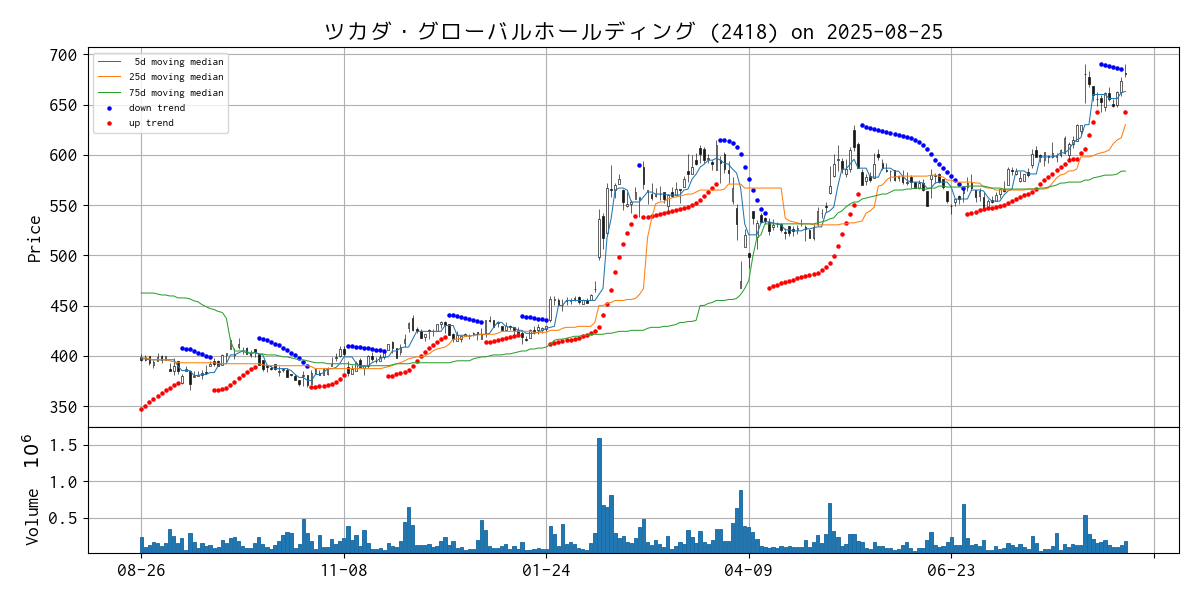 ツカダ・グローバルホールディング (2418) on 2025-08-25
700
650
600
550
500
450
400
350
Price
5d moving median
25d moving median
75d moving median
down trend
up trend
1.5
1.0
0.5
Volume 10^6
08-26
11-08
01-24
04-09
06-23